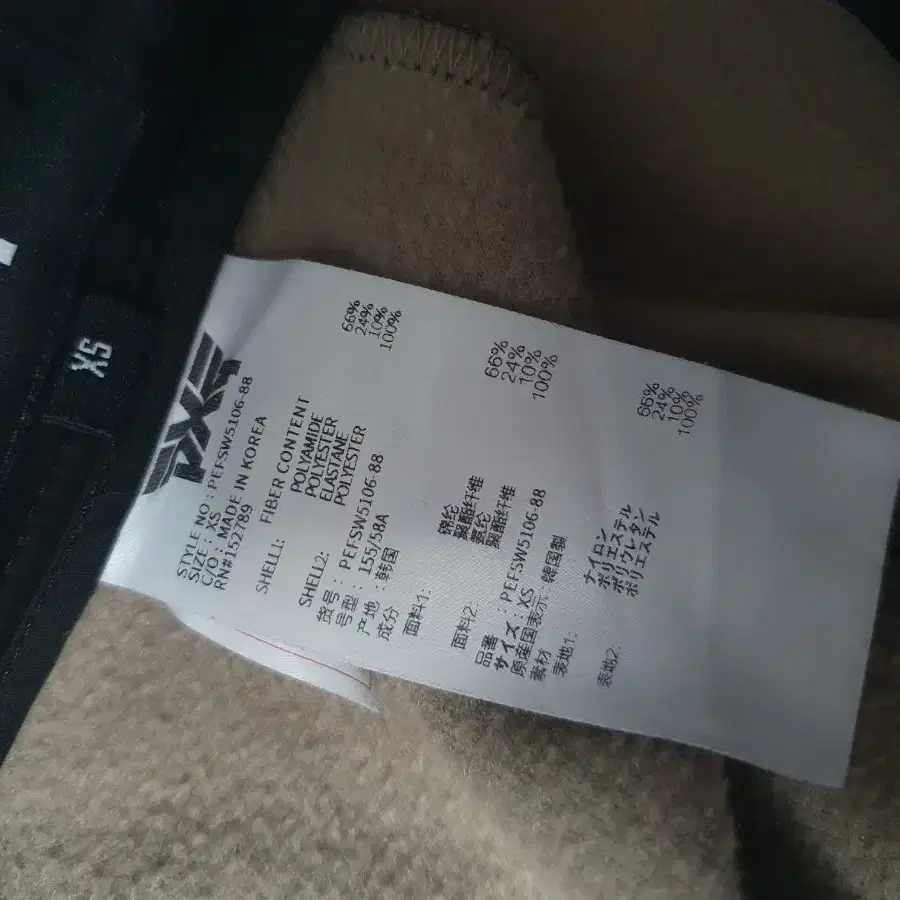 XS
PXG
STYLE NO : PEFSW5106-88
SIZE : XS
C/O : MADE IN KOREA
RN#152789
FIBER CONTENT
SHELL1: POLYAMIDE 66%
POLYESTER 24%
ELASTANE 10%
SHELL2: POLYESTER 100%
货号 : PEFSW5106-88
号型 : 155/58A
产地 : 韩国
成分
面料1: 锦纶 66%
聚酯纤维 24%
氨纶 10%
面料2: 聚酯纤维 100%
品番 : PEFSW5106-88
サイズ : XS
原産国表示 : 韓国製
素材
表地1: ナイロン 66%
ポリエステル 24%
ポリウレタン 10%
表地2: ポリエステル 100%